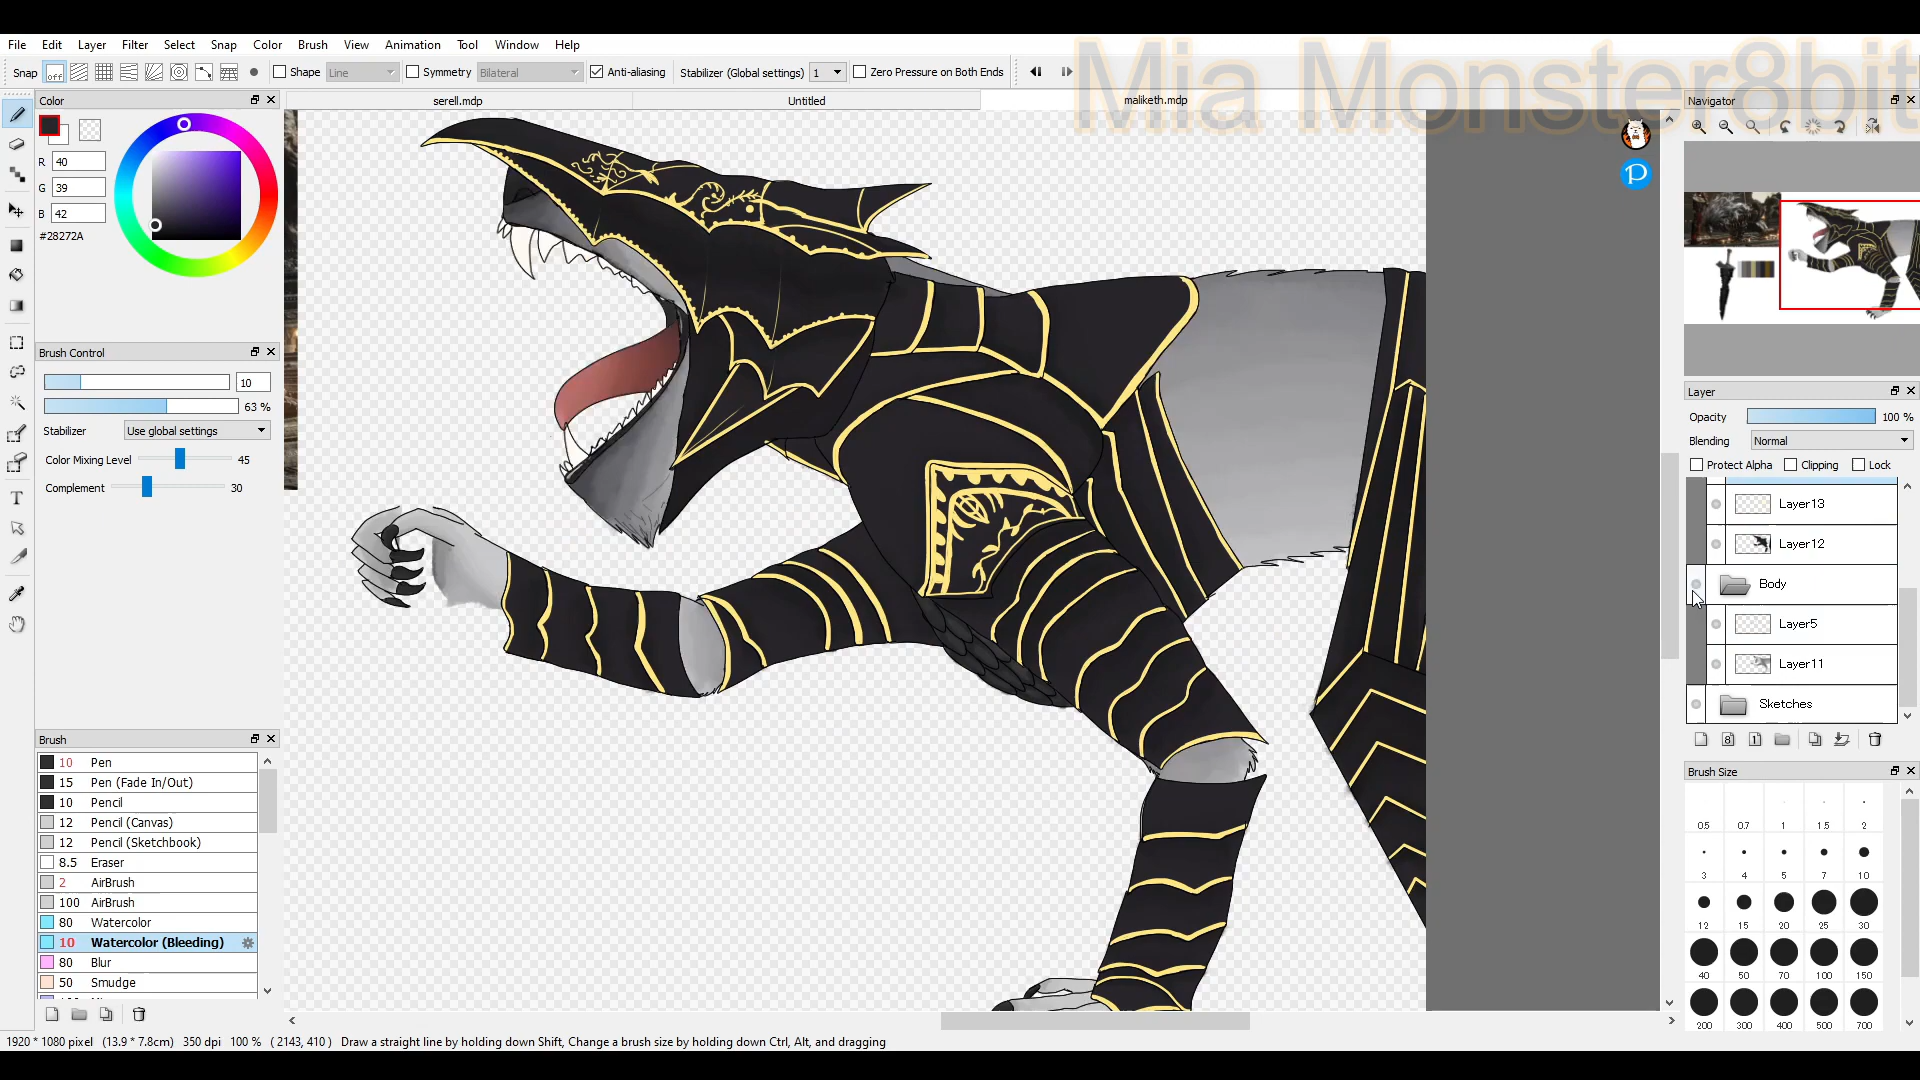 File Edit Layer Filter Select Snap Color Brush View Animation Tool Window Help
Mia Monster8bit
Snap off Shape Line Symmetry Bilateral Anti-aliasing Stabilizer (Global settings) 1 Zero Pressure on Both Ends
Color
serell.mdp Untitled maliketh.mdp
Navigator
R 40
G 39
B 42
#28272A
P
Brush Control
10
63 %
Stabilizer Use global settings
Color Mixing Level 45
Complement 30
Layer
Opacity 100 %
Blending Normal
Protect Alpha Clipping Lock
Layer13
Layer12
Body
Layer5
Layer11
Sketches
8 1
Brush
10 Pen
15 Pen (Fade In/Out)
10 Pencil
12 Pencil (Canvas)
12 Pencil (Sketchbook)
8.5 Eraser
2 AirBrush
100 AirBrush
80 Watercolor
10 Watercolor (Bleeding)
80 Blur
50 Smudge
Brush Size
0.5 0.7 1 1.5 2
3 4 5 7 10
12 15 20 25 30
40 50 70 100 150
200 300 400 500 700
1920 * 1080 pixel (13.9 * 7.8cm) 350 dpi 100 % ( 2143, 410 ) Draw a straight line by holding down Shift, Change a brush size by holding down Ctrl, Alt, and dragging